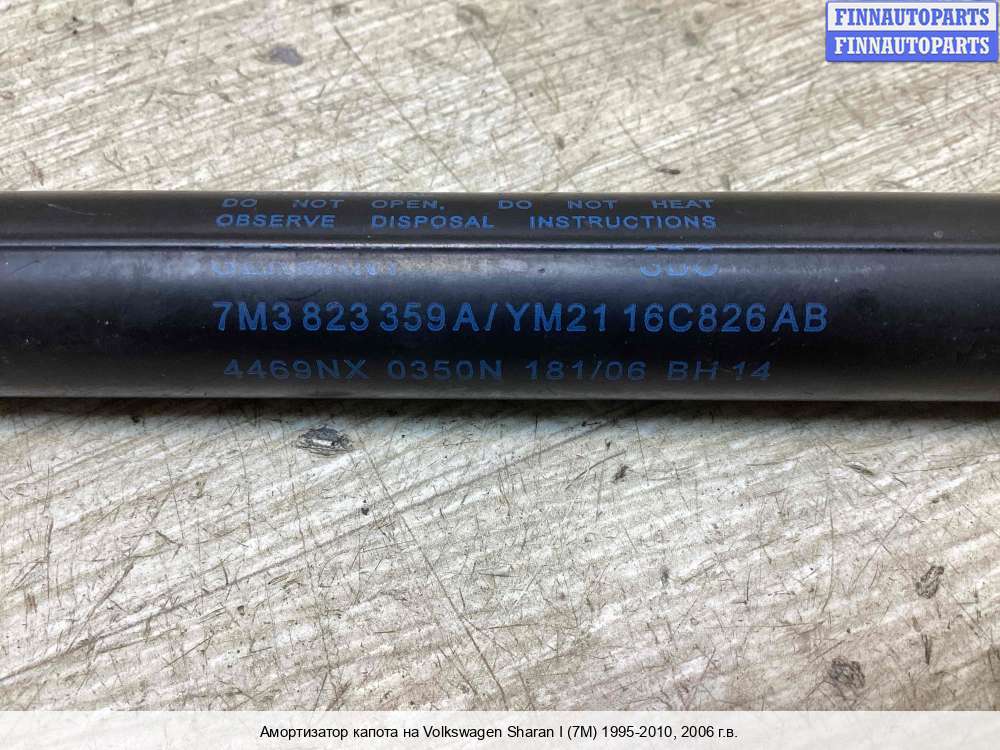 FINNAUTOPARTS
FINNAUTOPARTS
DO NOT OPEN, DO NOT HEAT
OBSERVE DISPOSAL INSTRUCTIONS
GERMANY
7M3 823 359 A/YM21 16C826 AB
4469NX 0350N 181/06 BH 14
Амортизатор капота на Volkswagen Sharan I (7M) 1995-2010, 2006 г.в.